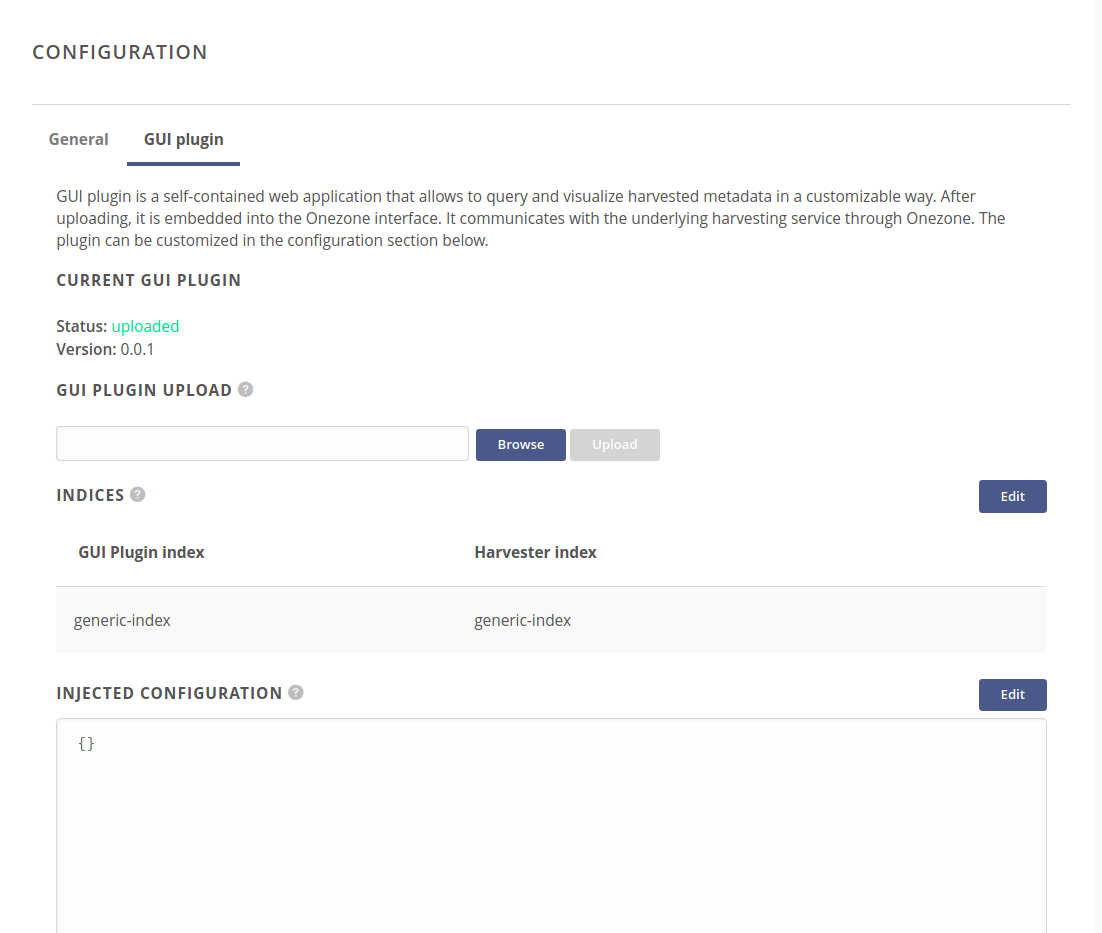 CONFIGURATION
General GUI plugin
GUI plugin is a self-contained web application that allows to query and visualize harvested metadata in a customizable way. After
uploading, it is embedded into the Onezone interface. It communicates with the underlying harvesting service through Onezone. The
plugin can be customized in the configuration section below.
CURRENT GUI PLUGIN
Status: uploaded
Version: 0.0.1
GUI PLUGIN UPLOAD ?
Browse Upload
INDICES ? Edit
GUI Plugin index Harvester index
generic-index generic-index
INJECTED CONFIGURATION ? Edit
{}